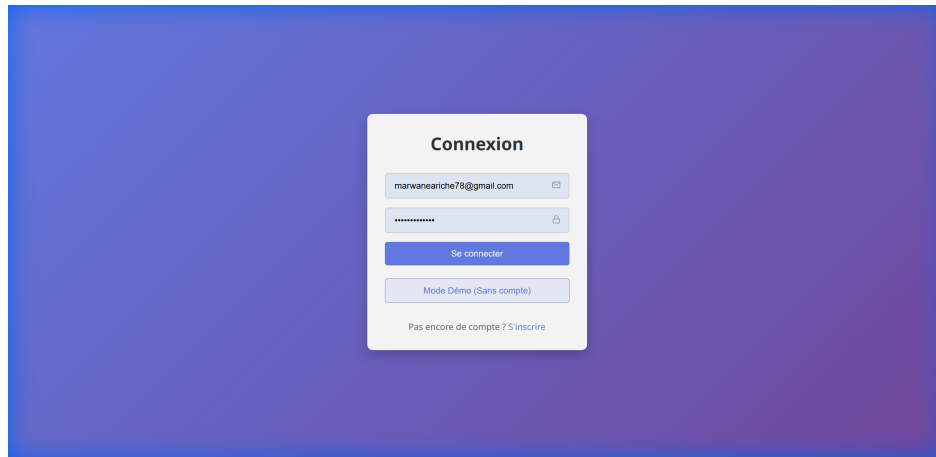 Connexion
marwaneariche78@gmail.com
•••••••••••••
Se connecter
Mode Démo (Sans compte)
Pas encore de compte ? S'inscrire